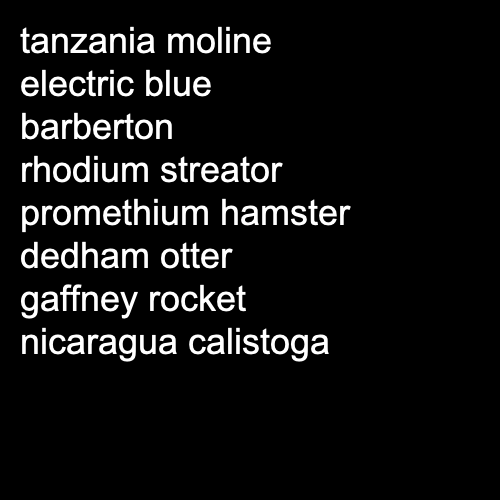 tanzania moline
electric blue
barberton
rhodium streator
promethium hamster
dedham otter
gaffney rocket
nicaragua calistoga